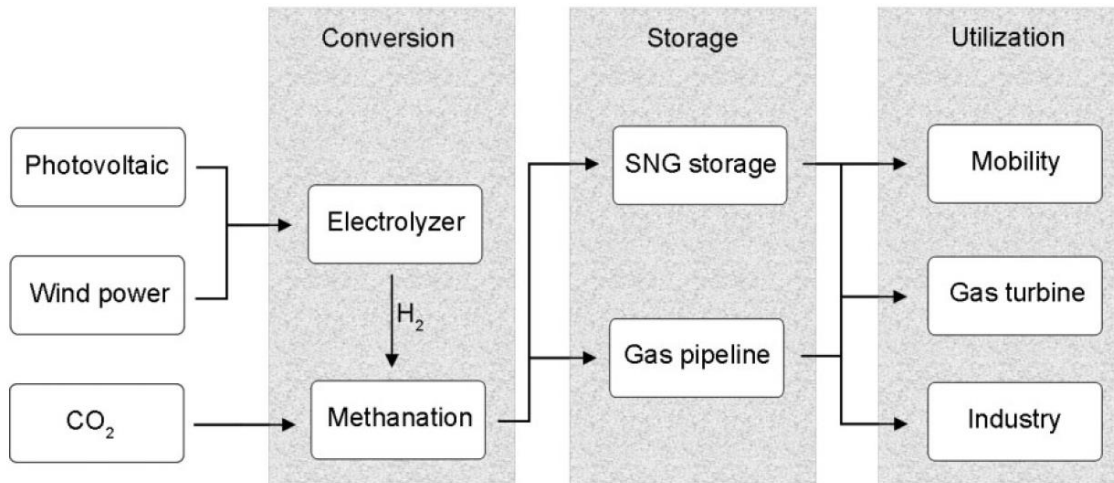 Conversion
Storage
Utilization
Photovoltaic
Wind power
CO₂
Electrolyzer
H₂
Methanation
SNG storage
Gas pipeline
Mobility
Gas turbine
Industry